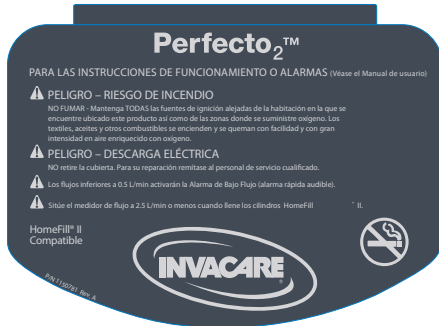 Perfecto₂™
PARA LAS INSTRUCCIONES DE FUNCIONAMIENTO O ALARMAS (Véase el Manual de usuario)
PELIGRO – RIESGO DE INCENDIO
NO FUMAR - Mantenga TODAS las fuentes de ignición alejadas de la habitación en la que se
encuentre ubicado este producto así como de las zonas donde se suministre oxígeno. Los
textiles, aceites y otros combustibles se encienden y se queman con facilidad y con gran
intensidad en aire enriquecido con oxígeno.
PELIGRO – DESCARGA ELÉCTRICA
NO retire la cubierta. Para su reparación remítase al personal de servicio cualificado.
Los flujos inferiores a 0.5 L/min activarán la Alarma de Bajo Flujo (alarma rápida audible).
Sitúe el medidor de flujo a 2.5 L/min o menos cuando llene los cilindros HomeFill II.
HomeFill® II
Compatible
INVACARE®
P/N 1150781 Rev. A